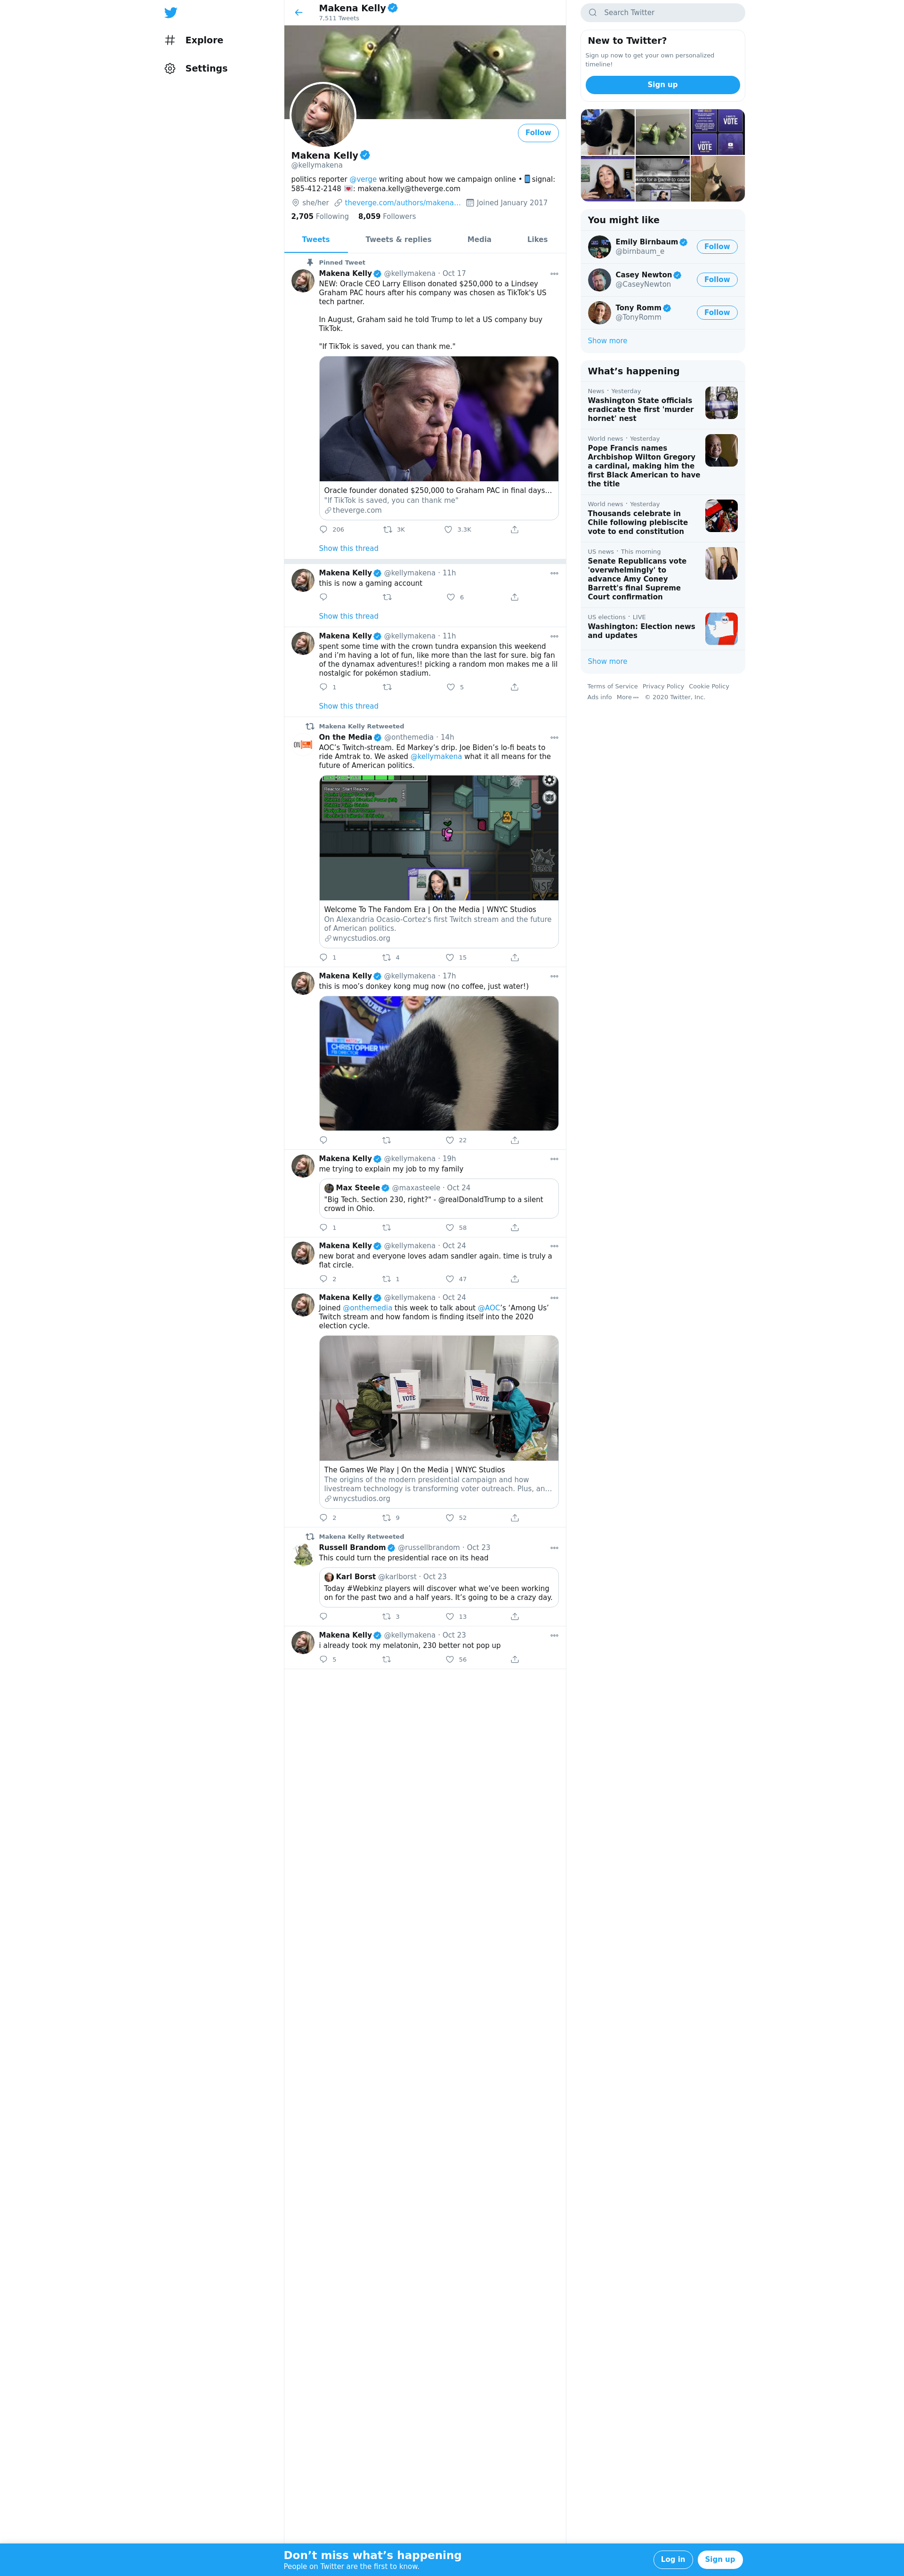 Explore
Settings
Makena Kelly
7,511 Tweets
Follow
Makena Kelly
@kellymakena
politics reporter @verge writing about how we campaign online • 📱signal:
585-412-2148 💌: makena.kelly@theverge.com
she/her theverge.com/authors/makena… Joined January 2017
2,705 Following 8,059 Followers
Tweets Tweets & replies Media Likes
Pinned Tweet
Makena Kelly @kellymakena · Oct 17
NEW: Oracle CEO Larry Ellison donated $250,000 to a Lindsey
Graham PAC hours after his company was chosen as TikTok's US
tech partner.
In August, Graham said he told Trump to let a US company buy
TikTok.
"If TikTok is saved, you can thank me."
Oracle founder donated $250,000 to Graham PAC in final days…
"If TikTok is saved, you can thank me"
theverge.com
206 3K 3.3K
Show this thread
Makena Kelly @kellymakena · 11h
this is now a gaming account
6
Show this thread
Makena Kelly @kellymakena · 11h
spent some time with the crown tundra expansion this weekend
and i'm having a lot of fun, like more than the last for sure. big fan
of the dynamax adventures!! picking a random mon makes me a lil
nostalgic for pokémon stadium.
1 5
Show this thread
Makena Kelly Retweeted
On the Media @onthemedia · 14h
AOC's Twitch-stream. Ed Markey's drip. Joe Biden's lo-fi beats to
ride Amtrak to. We asked @kellymakena what it all means for the
future of American politics.
Welcome To The Fandom Era | On the Media | WNYC Studios
On Alexandria Ocasio-Cortez's first Twitch stream and the future
of American politics.
wnycstudios.org
1 4 15
Makena Kelly @kellymakena · 17h
this is moo's donkey kong mug now (no coffee, just water!)
22
Makena Kelly @kellymakena · 19h
me trying to explain my job to my family
Max Steele @maxasteele · Oct 24
"Big Tech. Section 230, right?" - @realDonaldTrump to a silent
crowd in Ohio.
1 58
Makena Kelly @kellymakena · Oct 24
new borat and everyone loves adam sandler again. time is truly a
flat circle.
2 1 47
Makena Kelly @kellymakena · Oct 24
Joined @onthemedia this week to talk about @AOC's 'Among Us'
Twitch stream and how fandom is finding itself into the 2020
election cycle.
VOTE VOTE
The Games We Play | On the Media | WNYC Studios
The origins of the modern presidential campaign and how
livestream technology is transforming voter outreach. Plus, an…
wnycstudios.org
2 9 52
Makena Kelly Retweeted
Russell Brandom @russellbrandom · Oct 23
This could turn the presidential race on its head
Karl Borst @karlborst · Oct 23
Today #Webkinz players will discover what we've been working
on for the past two and a half years. It's going to be a crazy day.
3 13
Makena Kelly @kellymakena · Oct 23
i already took my melatonin, 230 better not pop up
5 56
Search Twitter
New to Twitter?
Sign up now to get your own personalized
timeline!
Sign up
VOTE
VOTE
You might like
Emily Birnbaum
@birnbaum_e
Follow
Casey Newton
@CaseyNewton
Follow
Tony Romm
@TonyRomm
Follow
Show more
What's happening
News · Yesterday
Washington State officials
eradicate the first 'murder
hornet' nest
World news · Yesterday
Pope Francis names
Archbishop Wilton Gregory
a cardinal, making him the
first Black American to have
the title
World news · Yesterday
Thousands celebrate in
Chile following plebiscite
vote to end constitution
US news · This morning
Senate Republicans vote
'overwhelmingly' to
advance Amy Coney
Barrett's final Supreme
Court confirmation
US elections · LIVE
Washington: Election news
and updates
Show more
Terms of Service Privacy Policy Cookie Policy
Ads info More ••• © 2020 Twitter, Inc.
Don't miss what's happening
People on Twitter are the first to know.
Log in Sign up